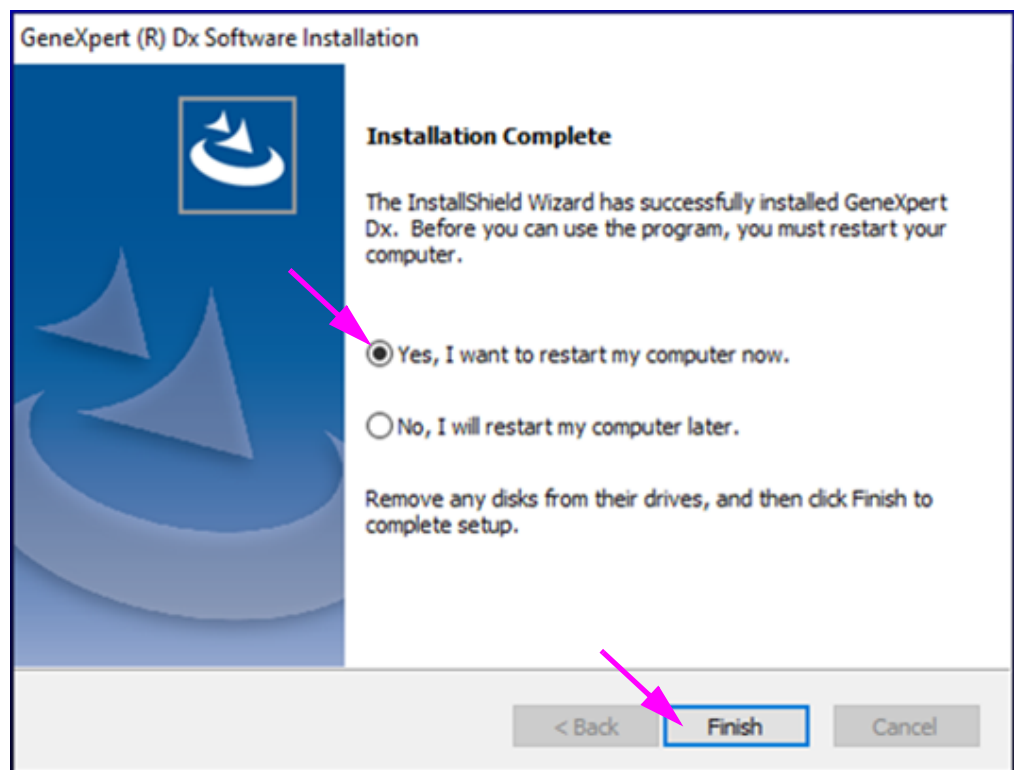 GeneXpert (R) Dx Software Installation
Installation Complete
The InstallShield Wizard has successfully installed GeneXpert
Dx.  Before you can use the program, you must restart your
computer.
Yes, I want to restart my computer now.
No, I will restart my computer later.
Remove any disks from their drives, and then click Finish to
complete setup.
< Back
Finish
Cancel